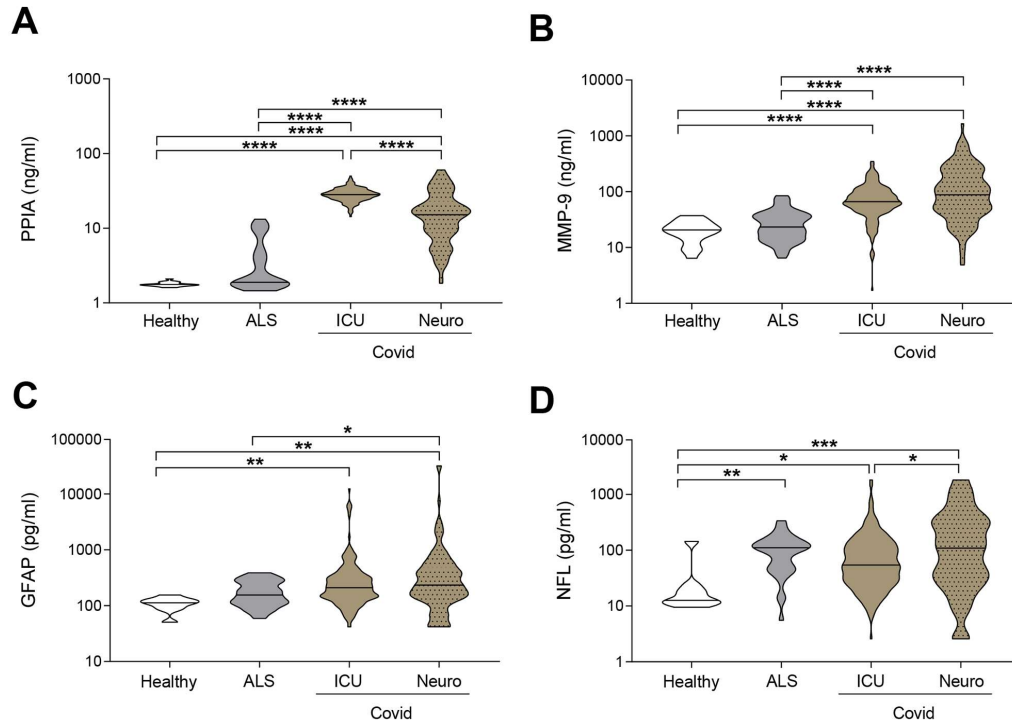 A
PPIA (ng/ml)
1000
100
10
1
****
****
****
****
****
Healthy
ALS
ICU
Neuro
Covid
B
MMP-9 (ng/ml)
10000
1000
100
10
1
****
****
****
****
Healthy
ALS
ICU
Neuro
Covid
C
GFAP (pg/ml)
100000
10000
1000
100
10
*
**
**
Healthy
ALS
ICU
Neuro
Covid
D
NFL (pg/ml)
10000
1000
100
10
1
***
*
*
**
Healthy
ALS
ICU
Neuro
Covid